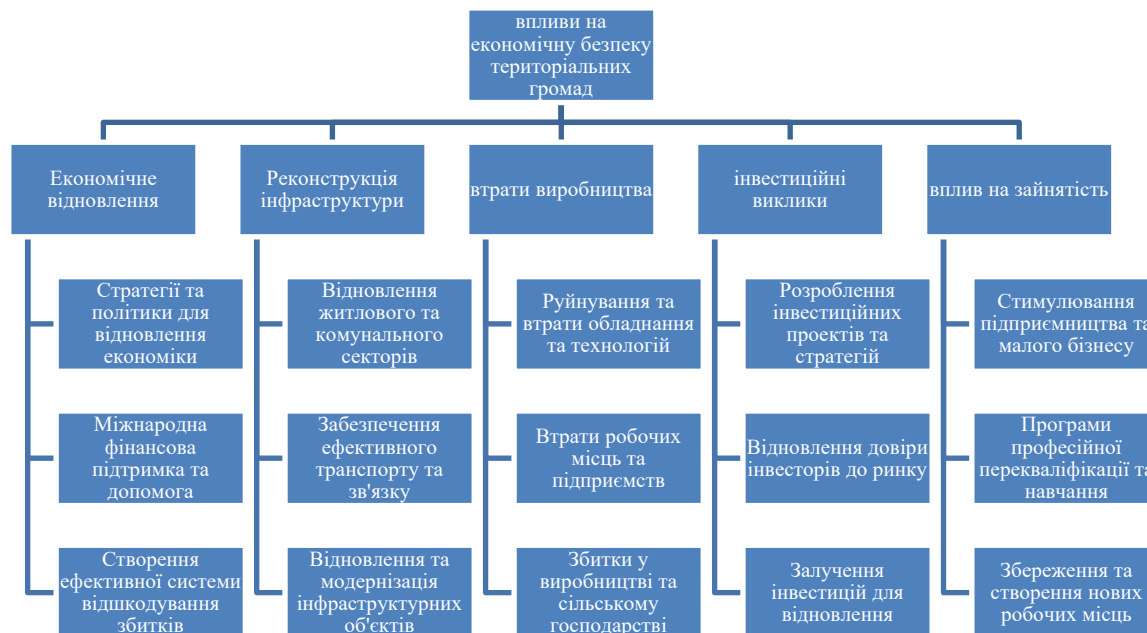 впливи на
економічну безпеку
територіальних
громад
Економічне
відновлення
Реконструкція
інфраструктури
втрати виробництва
інвестиційні
виклики
вплив на зайнятість
Стратегії та
політики для
відновлення
економіки
Відновлення
житлового та
комунального
секторів
Руйнування та
втрати обладнання
та технологій
Розроблення
інвестиційних
проектів та
стратегій
Стимулювання
підприємництва та
малого бізнесу
Міжнародна
фінансова
підтримка та
допомога
Забезпечення
ефективного
транспорту та
зв'язку
Втрати робочих
місць та
підприємств
Відновлення довіри
інвесторів до ринку
Програми
професійної
перекваліфікації та
навчання
Створення
ефективної системи
відшкодування
збитків
Відновлення та
модернізація
інфраструктурних
об'єктів
Збитки у
виробництві та
сільському
господарстві
Залучення
інвестицій для
відновлення
Збереження та
створення нових
робочих місць